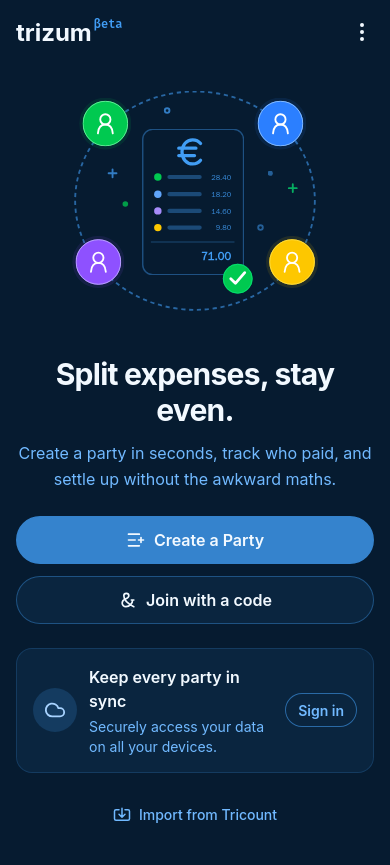 trizum βeta
€
28.40
18.20
14.60
9.80
71.00
Split expenses, stay
even.
Create a party in seconds, track who paid, and
settle up without the awkward maths.
Create a Party
& Join with a code
Keep every party in
sync
Securely access your data
on all your devices.
Sign in
Import from Tricount